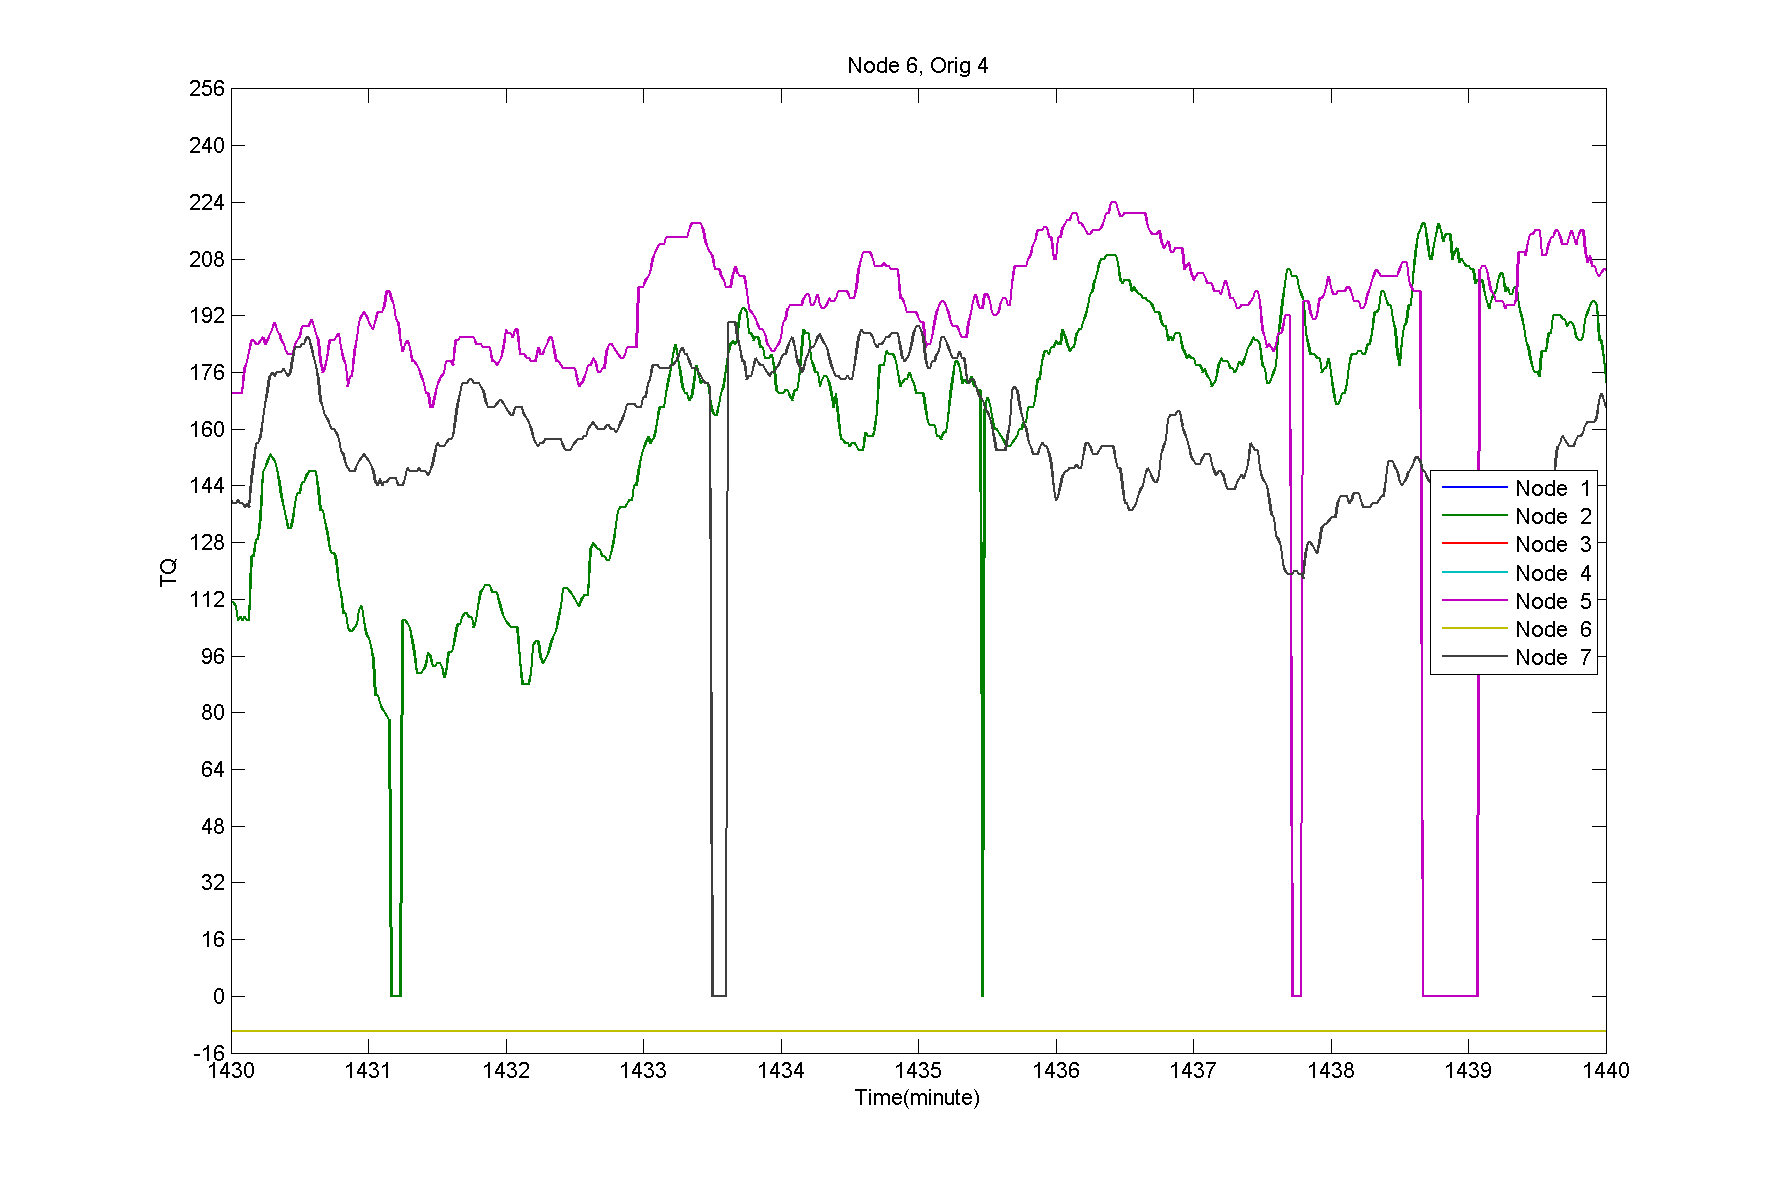 Node 6, Orig 4
256
240
224
208
192
176
160
144
128
112
96
80
64
48
32
16
0
-16
TQ
Node 1
Node 2
Node 3
Node 4
Node 5
Node 6
Node 7
1430 1431 1432 1433 1434 1435 1436 1437 1438 1439 1440
Time(minute)